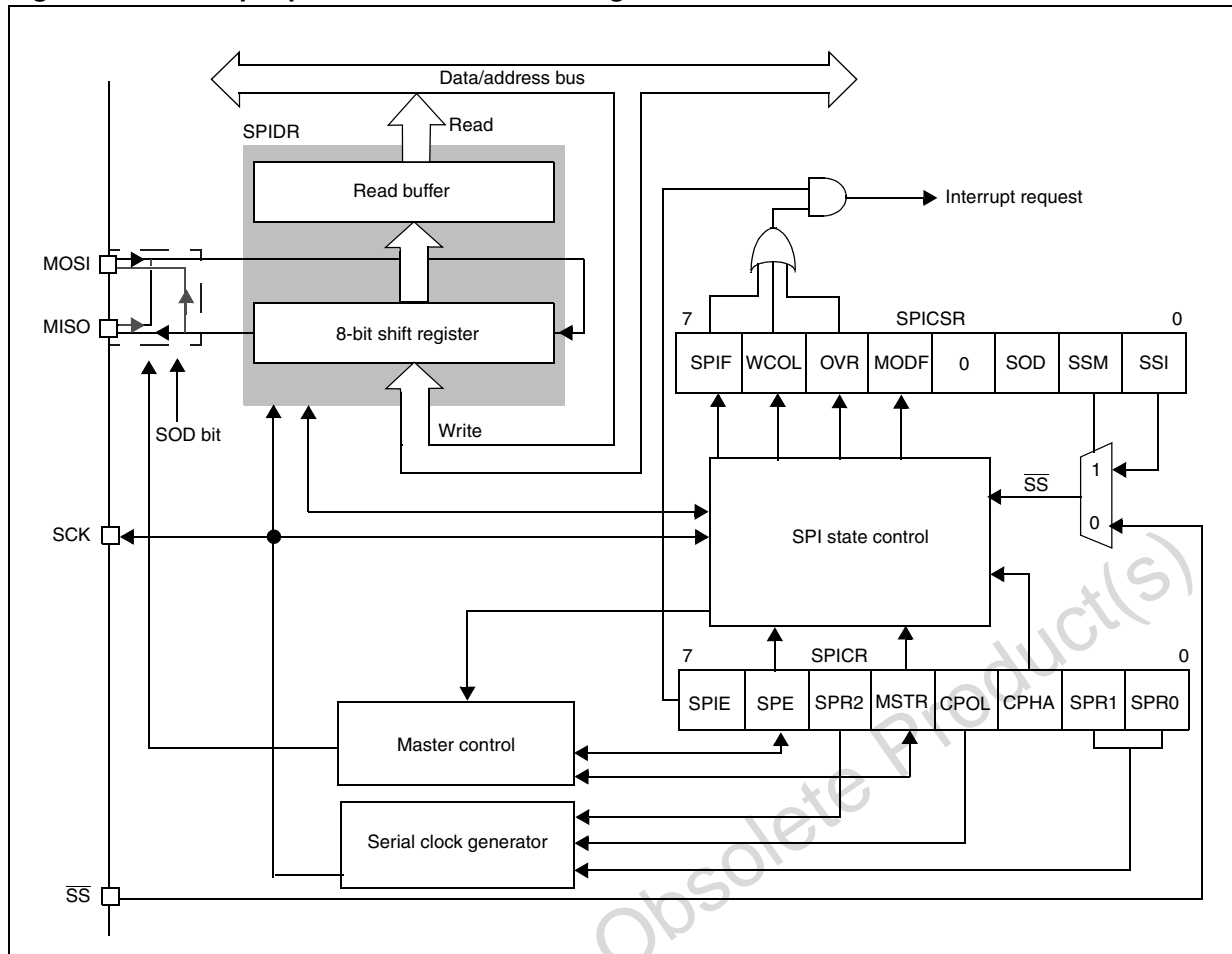 Data/address bus
SPIDR
Read
Read buffer
Interrupt request
MOSI
MISO
8-bit shift register
7 SPICSR 0
SPIF WCOL OVR MODF 0 SOD SSM SSI
SOD bit
Write
1
SS
0
SCK
SPI state control
7 SPICR 0
SPIE SPE SPR2 MSTR CPOL CPHA SPR1 SPR0
Master control
Serial clock generator
SS
Obsolete Product(s)